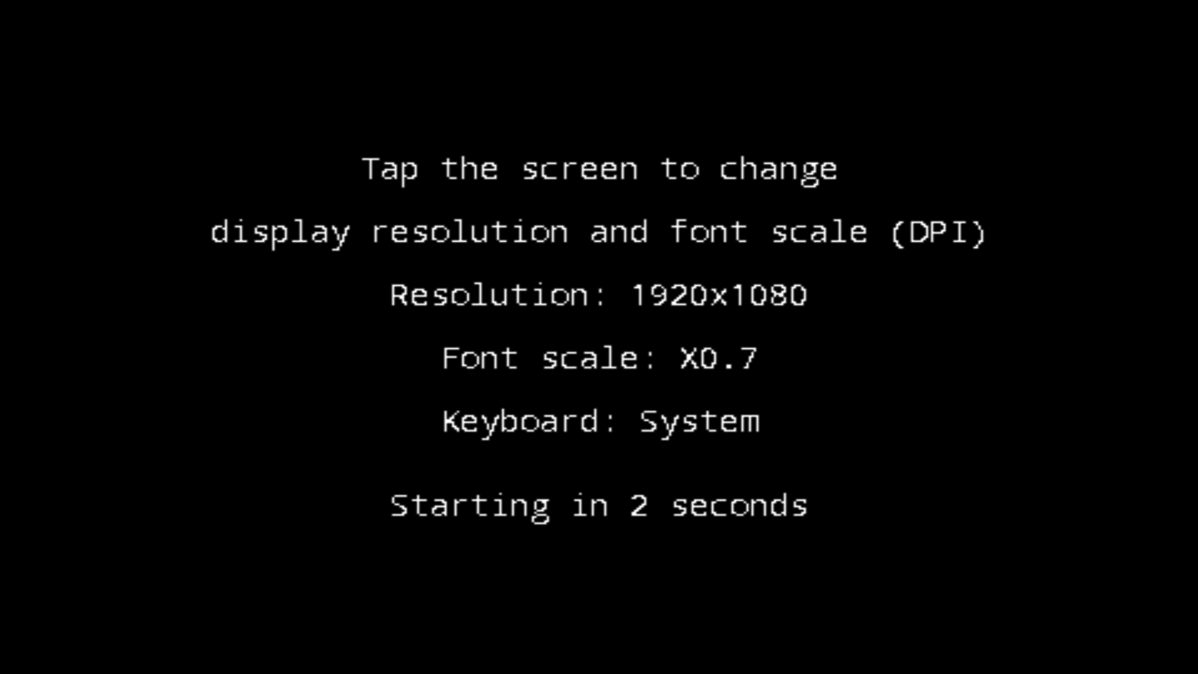 Tap the screen to change
display resolution and font scale (DPI)
Resolution: 1920x1080
Font scale: X0.7
Keyboard: System
Starting in 2 seconds